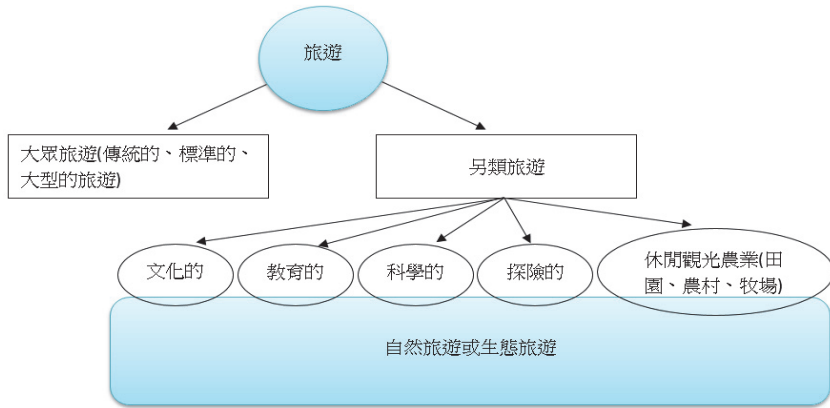 旅遊
大眾旅遊(傳統的、標準的、
大型的旅遊)
另類旅遊
文化的
教育的
科學的
探險的
休閒觀光農業(田
園、農村、牧場)
自然旅遊或生態旅遊